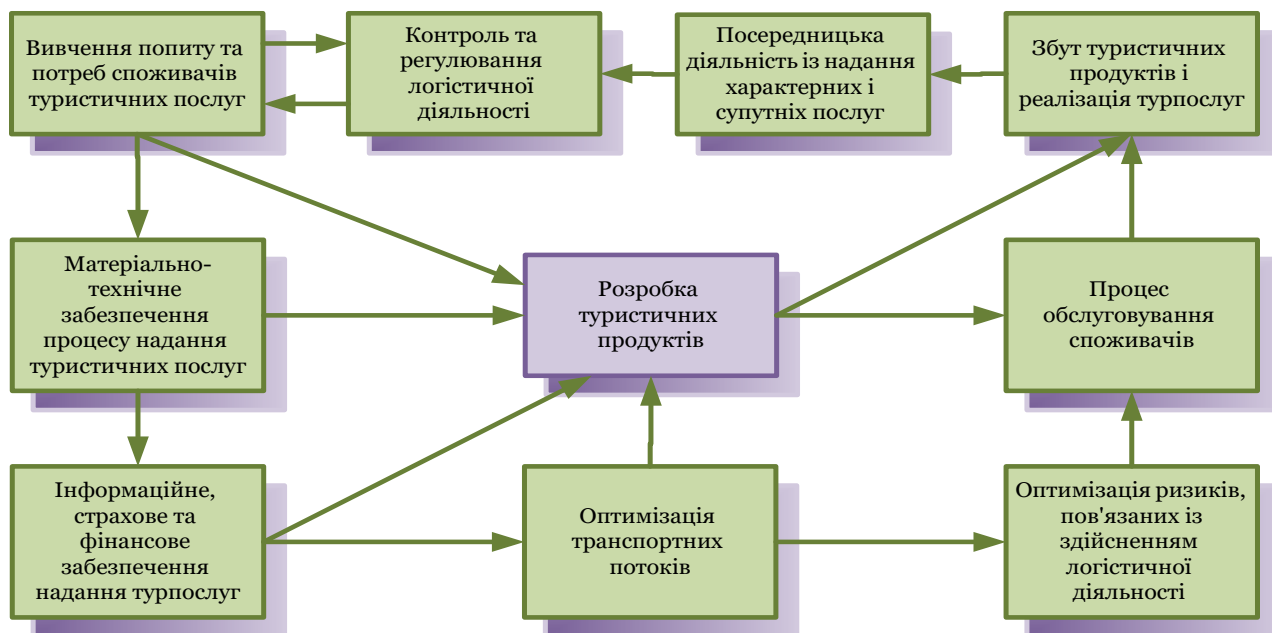 Вивчення попиту та
потреб споживачів
туристичних послуг
Контроль та
регулювання
логістичної
діяльності
Посередницька
діяльність із надання
характерних і
супутніх послуг
Збут туристичних
продуктів і
реалізація турпослуг
Матеріально-
технічне
забезпечення
процесу надання
туристичних послуг
Розробка
туристичних
продуктів
Процес
обслуговування
споживачів
Інформаційне,
страхове та
фінансове
забезпечення
надання турпослуг
Оптимізація
транспортних
потоків
Оптимізація ризиків,
пов'язаних із
здійсненням
логістичної
діяльності